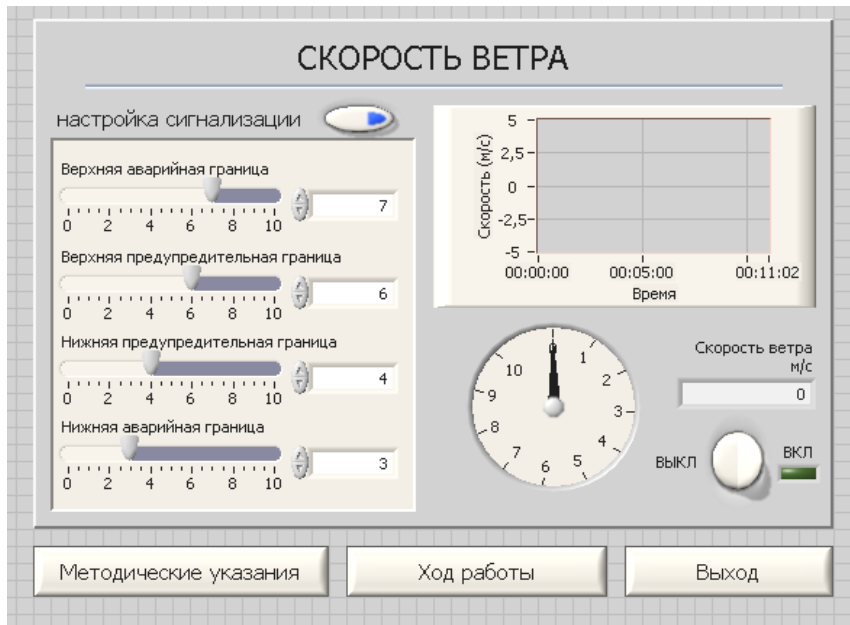 СКОРОСТЬ ВЕТРА
настройка сигнализации
Верхняя аварийная граница
0 2 4 6 8 10
7
Верхняя предупредительная граница
0 2 4 6 8 10
6
Нижняя предупредительная граница
0 2 4 6 8 10
4
Нижняя аварийная граница
0 2 4 6 8 10
3
Скорость (м/с)
5
2,5
0
-2,5
-5
00:00:00 00:05:00 00:11:02
Время
0 1 2 3 4 5 6 7 8 9 10
Скорость ветра
м/с
0
ВЫКЛ
ВКЛ
Методические указания
Ход работы
Выход